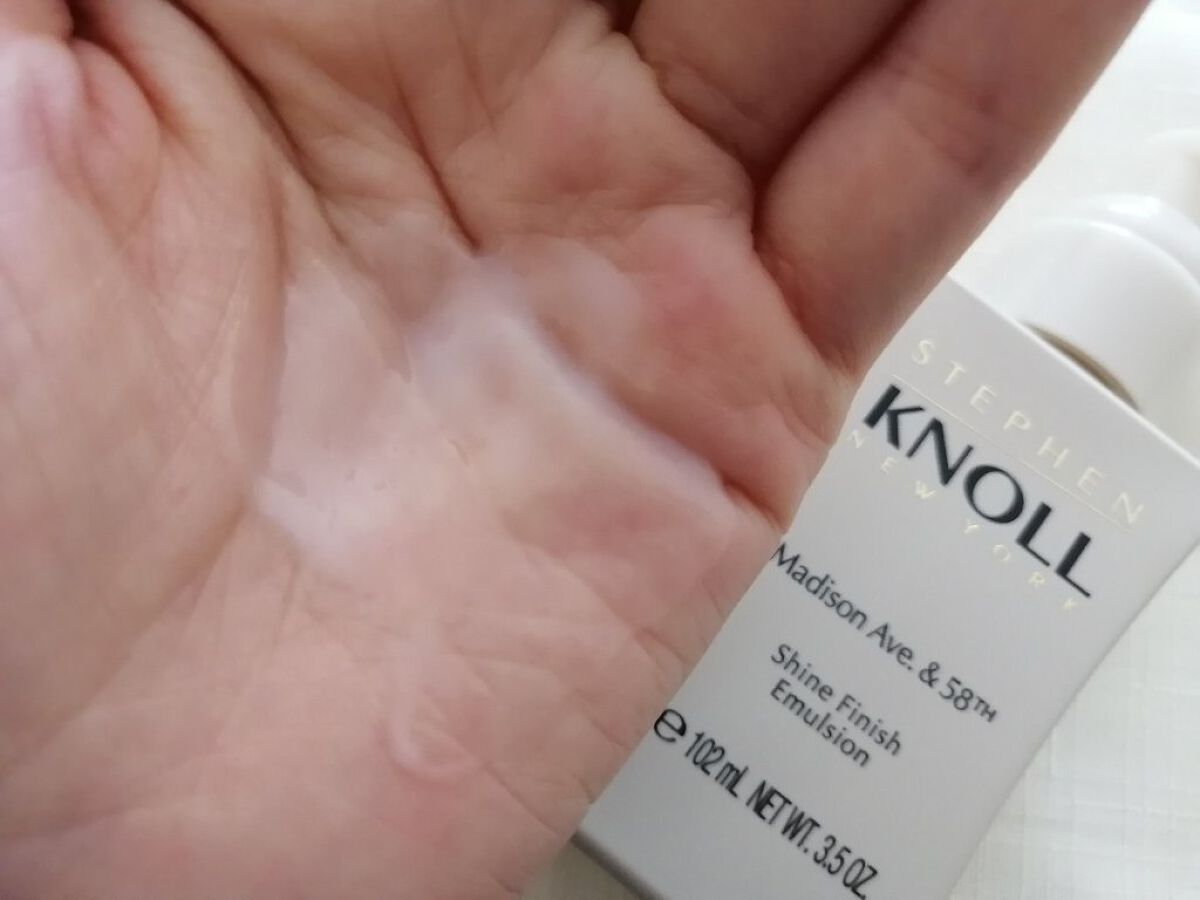 STEPHEN
KNOLL
NEW YORK
Madison Ave. & 58TH
Shine Finish
Emulsion
e 102 mL NET WT. 3.5 OZ.